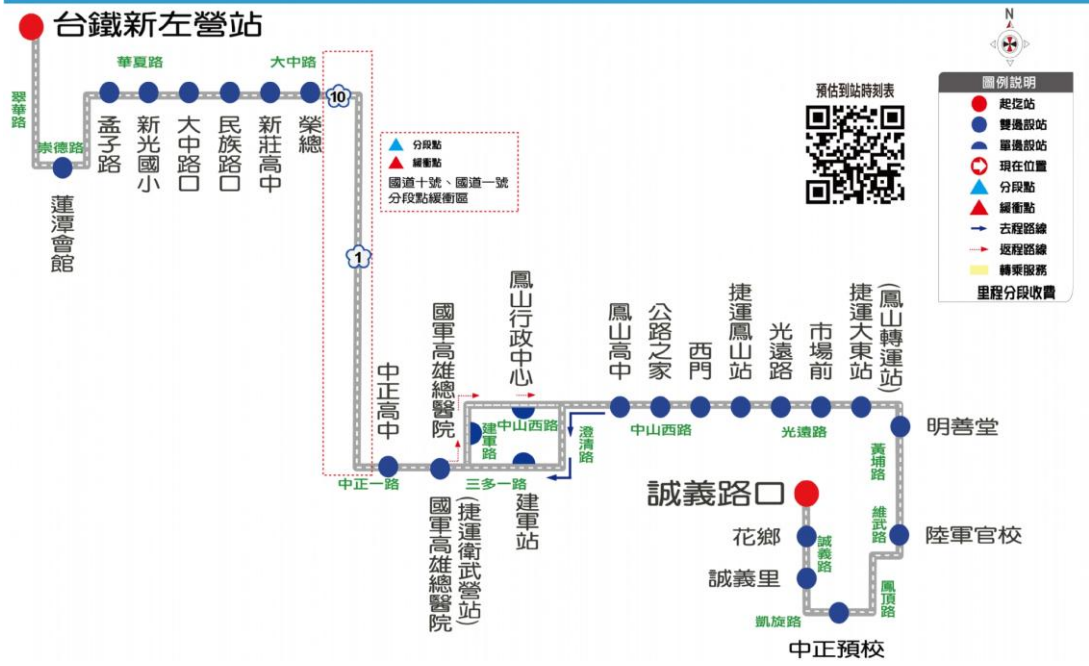 台鐵新左營站
翠華路
崇德路
蓮潭會館
華夏路
大中路
孟子路
新光國小
大中路口
民族路口
新莊高中
榮總
10
1
分段點
緩衝點
國道十號、國道一號
分段點緩衝區
預估到站時刻表
N
圖例說明
起迄站
雙邊設站
單邊設站
現在位置
分段點
緩衝點
去程路線
返程路線
轉乘服務
里程分段收費
中正高中
中正一路
國軍高雄總醫院
國軍高雄總醫院
(捷運衛武營站)
建軍路
鳳山行政中心
中山西路
三多一路
建軍站
澄清路
鳳山高中
公路之家
西門
捷運鳳山站
光遠路
市場前
捷運大東站
(鳳山轉運站)
中山西路
光遠路
明善堂
黃埔路
維武路
陸軍官校
鳳頂路
中正預校
凱旋路
誠義里
誠義路
花鄉
誠義路口